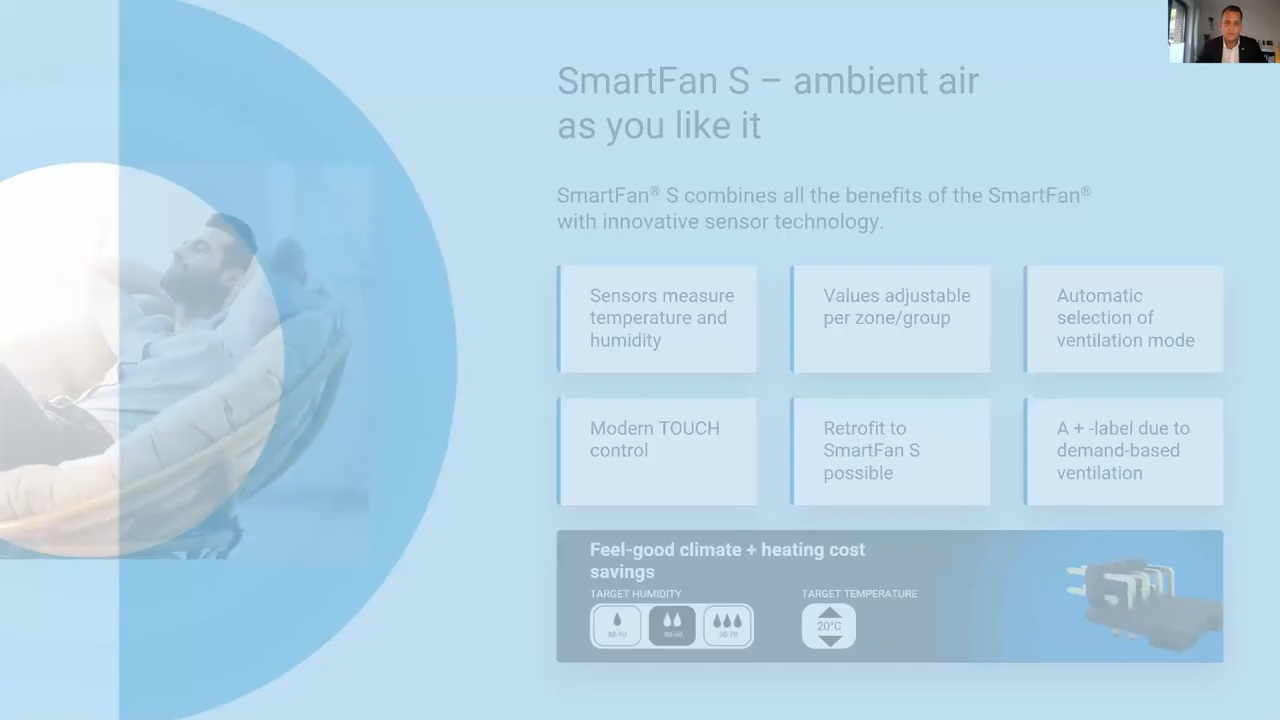 SmartFan S – ambient air
as you like it
SmartFan® S combines all the benefits of the SmartFan®
with innovative sensor technology.
Sensors measure
temperature and
humidity
Values adjustable
per zone/group
Automatic
selection of
ventilation mode
Modern TOUCH
control
Retrofit to
SmartFan S
possible
A + -label due to
demand-based
ventilation
Feel-good climate + heating cost
savings
TARGET HUMIDITY
TARGET TEMPERATURE
40-60
20°C